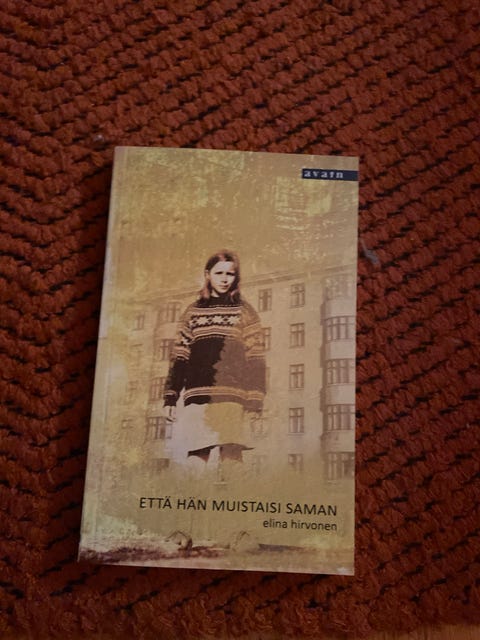 avain
ETTÄ HÄN MUISTAISI SAMAN
elina hirvonen